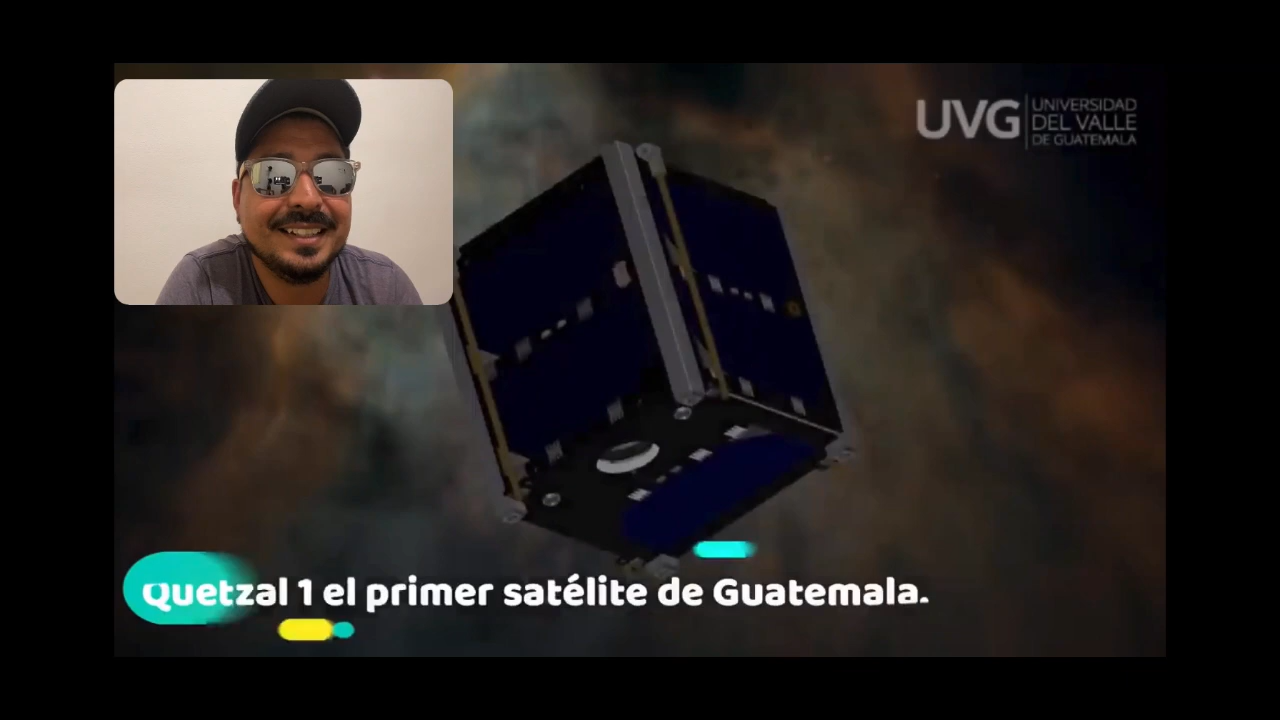 UVG
UNIVERSIDAD
DEL VALLE
DE GUATEMALA
Quetzal 1 el primer satélite de Guatemala.